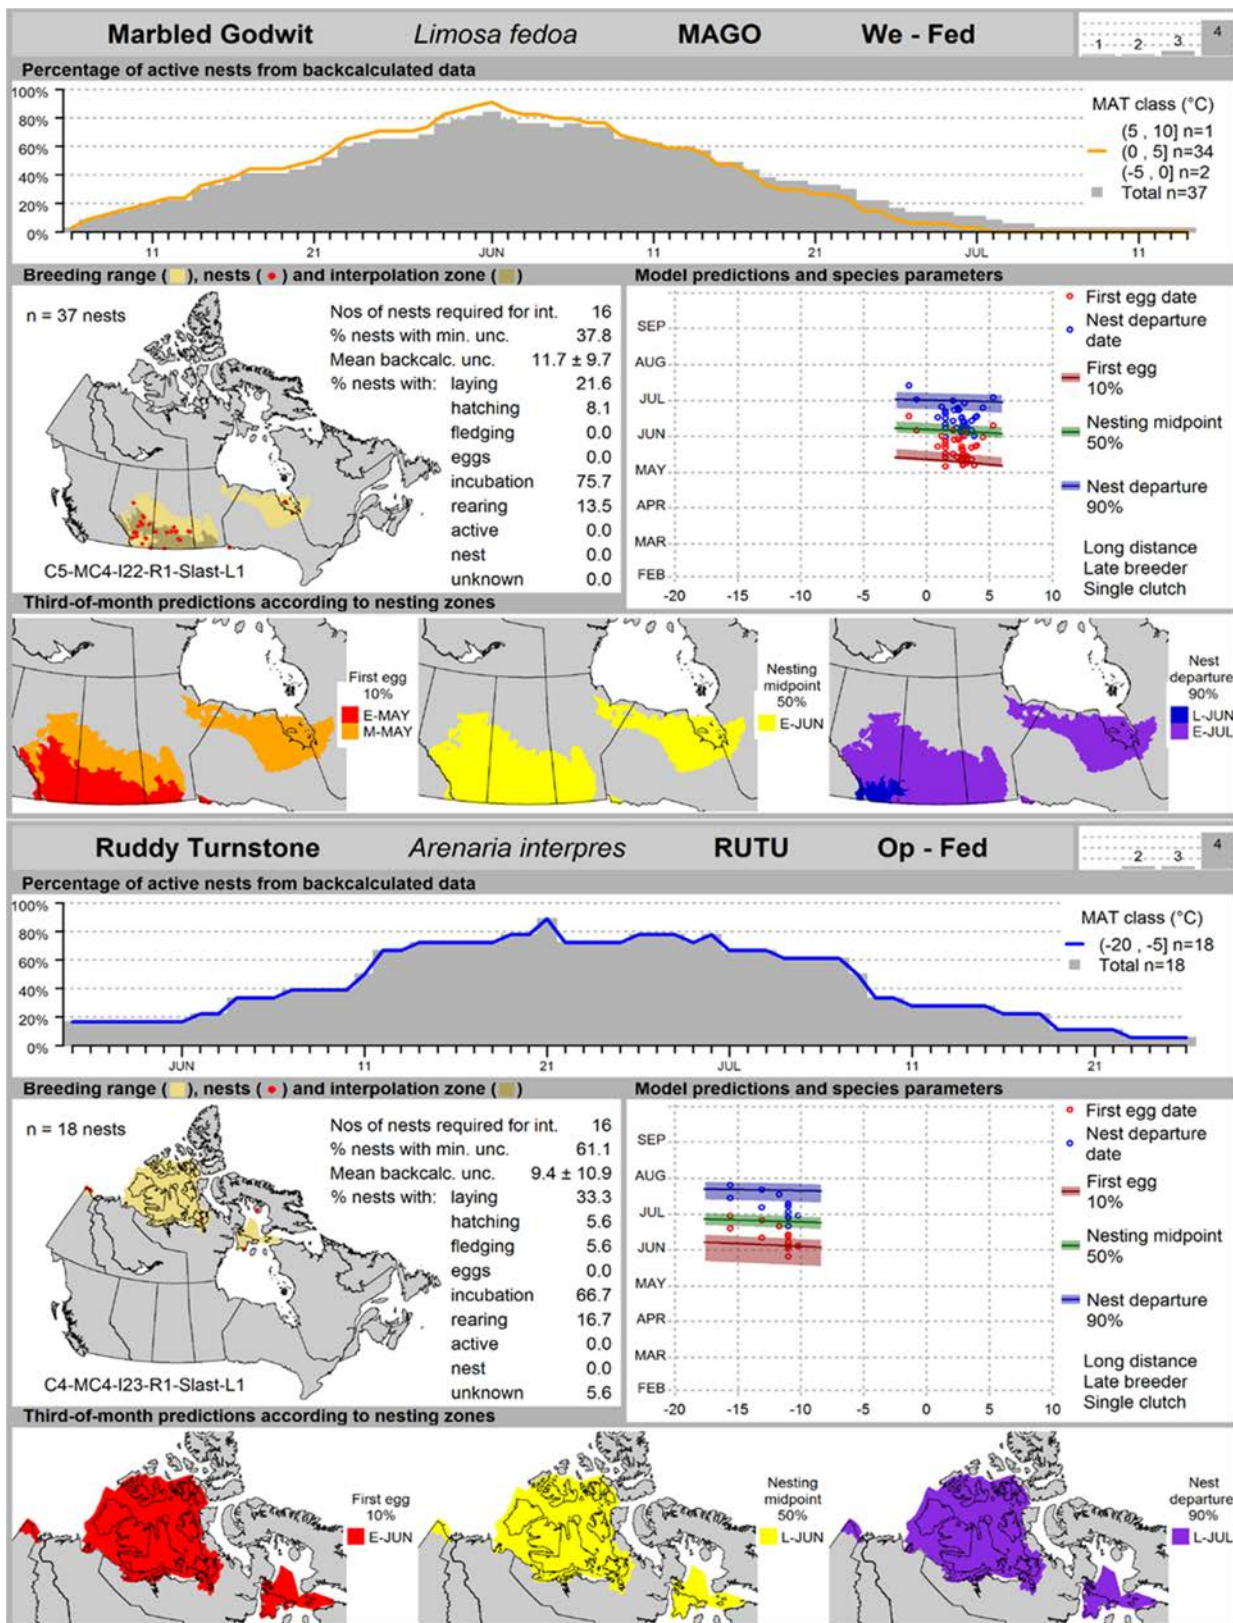 Marbled Godwit Limosa fedoa MAGO We - Fed
1 2 3 4
Percentage of active nests from backcalculated data
100%
80%
60%
40%
20%
0%
11 21 JUN 11 21 JUL 11
MAT class (°C)
(5 , 10] n=1
(0 , 5] n=34
(-5 , 0] n=2
Total n=37
Breeding range ( ), nests ( ) and interpolation zone ( )
n = 37 nests
Nos of nests required for int. 16
% nests with min. unc. 37.8
Mean backcalc. unc. 11.7 ± 9.7
% nests with: laying 21.6
hatching 8.1
fledging 0.0
eggs 0.0
incubation 75.7
rearing 13.5
active 0.0
nest 0.0
unknown 0.0
C5-MC4-I22-R1-Slast-L1
Model predictions and species parameters
SEP
AUG
JUL
JUN
MAY
APR
MAR
FEB
-20 -15 -10 -5 0 5 10
First egg date
Nest departure
date
First egg
10%
Nesting midpoint
50%
Nest departure
90%
Long distance
Late breeder
Single clutch
Third-of-month predictions according to nesting zones
First egg
10%
E-MAY
M-MAY
Nesting
midpoint
50%
E-JUN
Nest
departure
90%
L-JUN
E-JUL
Ruddy Turnstone Arenaria interpres RUTU Op - Fed
2 3 4
Percentage of active nests from backcalculated data
100%
80%
60%
40%
20%
0%
JUN 11 21 JUL 11 21
MAT class (°C)
(-20 , -5] n=18
Total n=18
Breeding range ( ), nests ( ) and interpolation zone ( )
n = 18 nests
Nos of nests required for int. 16
% nests with min. unc. 61.1
Mean backcalc. unc. 9.4 ± 10.9
% nests with: laying 33.3
hatching 5.6
fledging 5.6
eggs 0.0
incubation 66.7
rearing 16.7
active 0.0
nest 0.0
unknown 5.6
C4-MC4-I23-R1-Slast-L1
Model predictions and species parameters
SEP
AUG
JUL
JUN
MAY
APR
MAR
FEB
-20 -15 -10 -5 0 5 10
First egg date
Nest departure
date
First egg
10%
Nesting midpoint
50%
Nest departure
90%
Long distance
Late breeder
Single clutch
Third-of-month predictions according to nesting zones
First egg
10%
E-JUN
Nesting
midpoint
50%
L-JUN
Nest
departure
90%
L-JUL